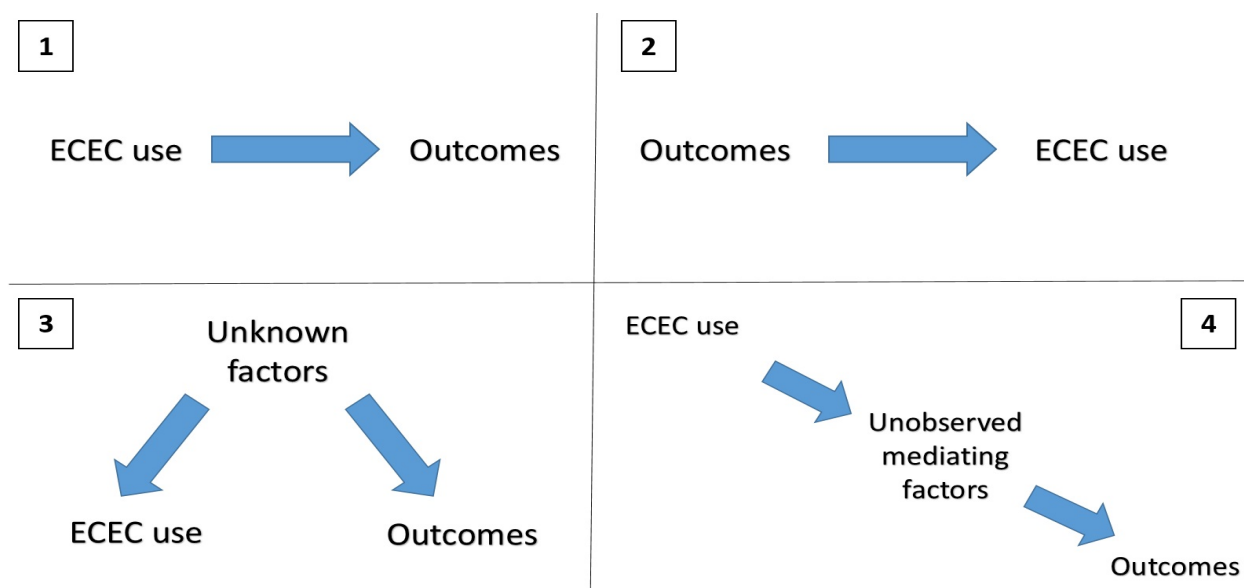 1
ECEC use
Outcomes
2
Outcomes
ECEC use
3
Unknown
factors
ECEC use
Outcomes
4
ECEC use
Unobserved
mediating
factors
Outcomes